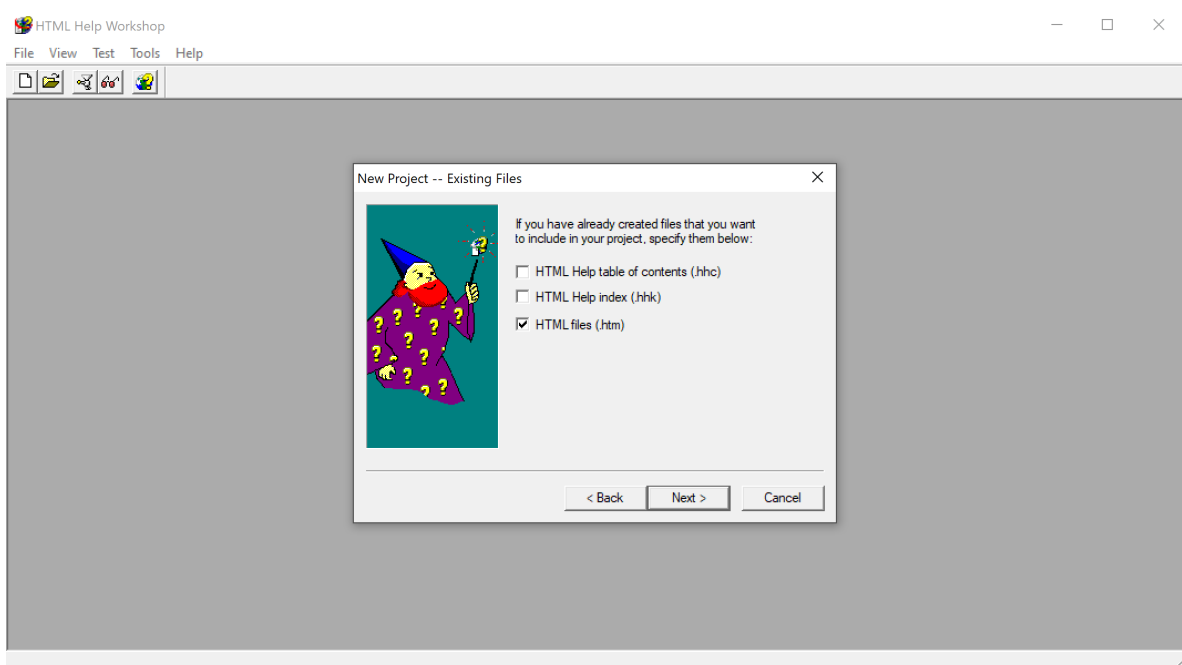 HTML Help Workshop
File View Test Tools Help
New Project -- Existing Files
If you have already created files that you want
to include in your project, specify them below:
HTML Help table of contents (.hhc)
HTML Help index (.hhk)
HTML files (.htm)
< Back Next > Cancel